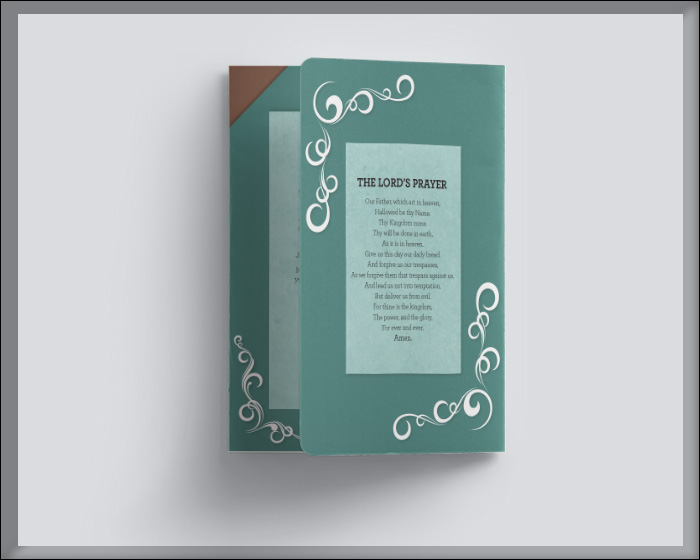 THE LORD'S PRAYER
Our Father, which art in heaven,
Hallowed be thy Name.
Thy Kingdom come.
Thy will be done in earth,
As it is in heaven.
Give us this day our daily bread.
And forgive us our trespasses,
As we forgive them that trespass against us.
And lead us not into temptation,
But deliver us from evil.
For thine is the kingdom,
The power, and the glory,
For ever and ever.
Amen.